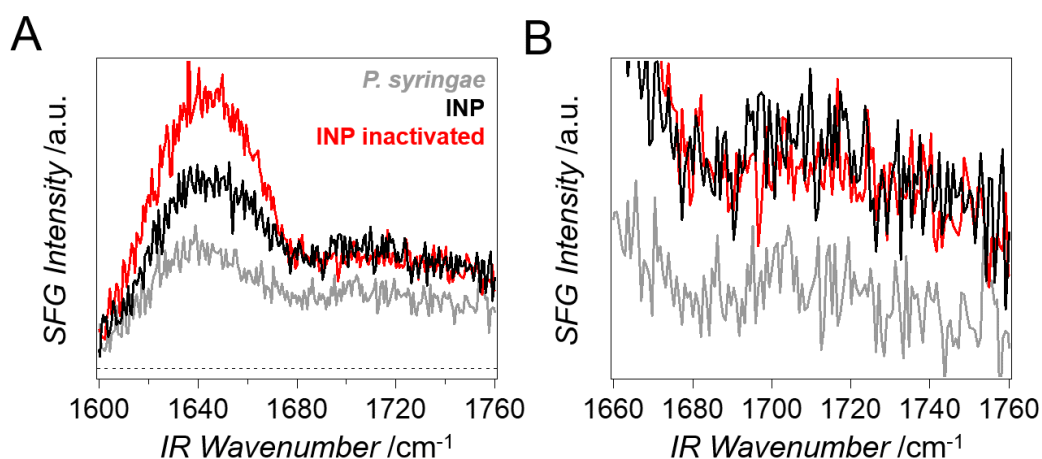 A
B
SFG Intensity /a.u.
P. syringae
INP
INP inactivated
1600 1640 1680 1720 1760
IR Wavenumber /cm-1
SFG Intensity /a.u.
1660 1680 1700 1720 1740 1760
IR Wavenumber /cm-1